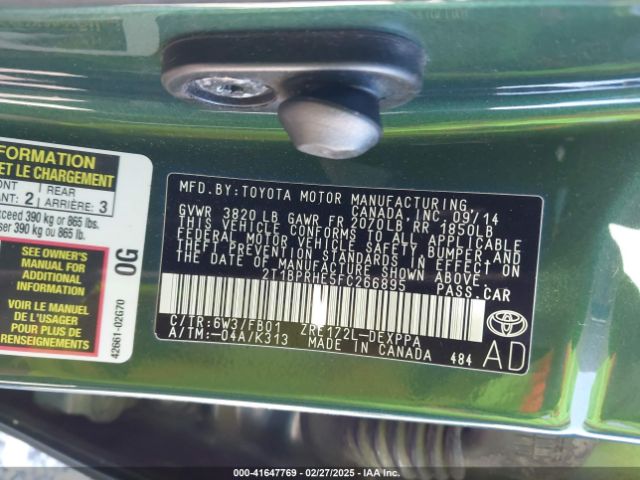 FORMATION
ET LE CHARGEMENT
ONT | REAR
ANT: 2 | ARRIÈRE: 3
xceed 390 kg or 865 lbs.
ser 390 kg ou 865 lb.
SEE OWNER'S
MANUAL FOR
ADDITIONAL
INFORMATION
VOIR LE MANUEL
DE L'USAGER
POUR PLUS DE
RENSEIGNEMENTS
OG
42661-02G70
MFD.BY:TOYOTA MOTOR MANUFACTURING
CANADA,INC. 09/14
GVWR 3820 LB GAWR FR 2070LB RR 1850LB
THIS VEHICLE CONFORMS TO ALL APPLICABLE
FEDERAL MOTOR VEHICLE SAFETY, BUMPER,AND
THEFT PREVENTION STANDARDS IN EFFECT ON
THE DATE OF MANUFACTURE SHOWN ABOVE.
2T1BPRHE5FC266895 PASS.CAR
C/TR:6W3/FB01 ZRE172L-DEXPPA
A/TM:-04A/K313 MADE IN CANADA 484
TOYOTA
AD
000-41647769 - 02/27/2025 - IAA Inc.